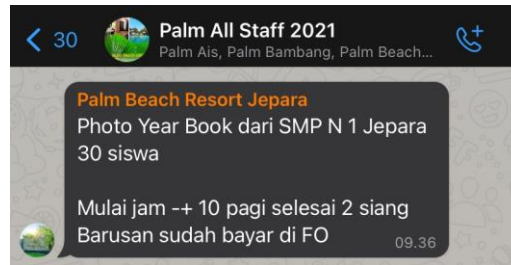 30
Palm All Staff 2021
Palm Ais, Palm Bambang, Palm Beach...
Palm Beach Resort Jepara
Photo Year Book dari SMP N 1 Jepara
30 siswa
Mulai jam -+ 10 pagi selesai 2 siang
Barusan sudah bayar di FO
09.36